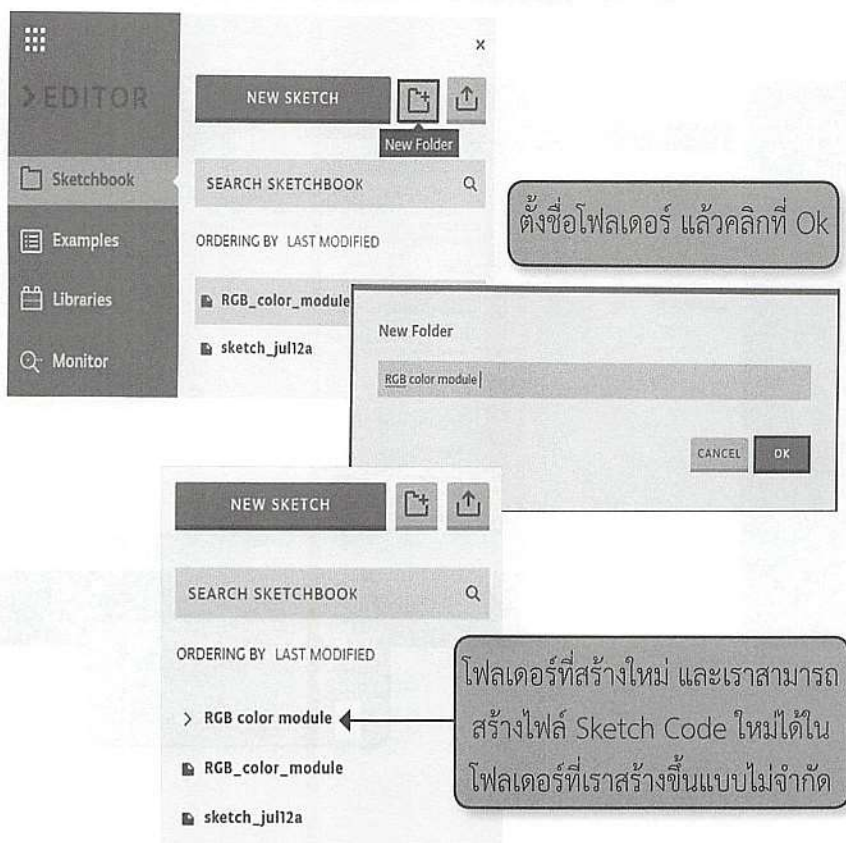 >EDITOR
Sketchbook
Examples
Libraries
Monitor
x
NEW SKETCH
New Folder
SEARCH SKETCHBOOK
ORDERING BY LAST MODIFIED
RGB_color_module
sketch_jul12a
ตั้งชื่อโฟลเดอร์ แล้วคลิกที่ Ok
New Folder
RGB color module
CANCEL OK
NEW SKETCH
SEARCH SKETCHBOOK
ORDERING BY LAST MODIFIED
> RGB color module
RGB_color_module
sketch_jul12a
โฟลเดอร์ที่สร้างใหม่ และเราสามารถ
สร้างไฟล์ Sketch Code ใหม่ได้ใน
โฟลเดอร์ที่เราสร้างขึ้นแบบไม่จำกัด